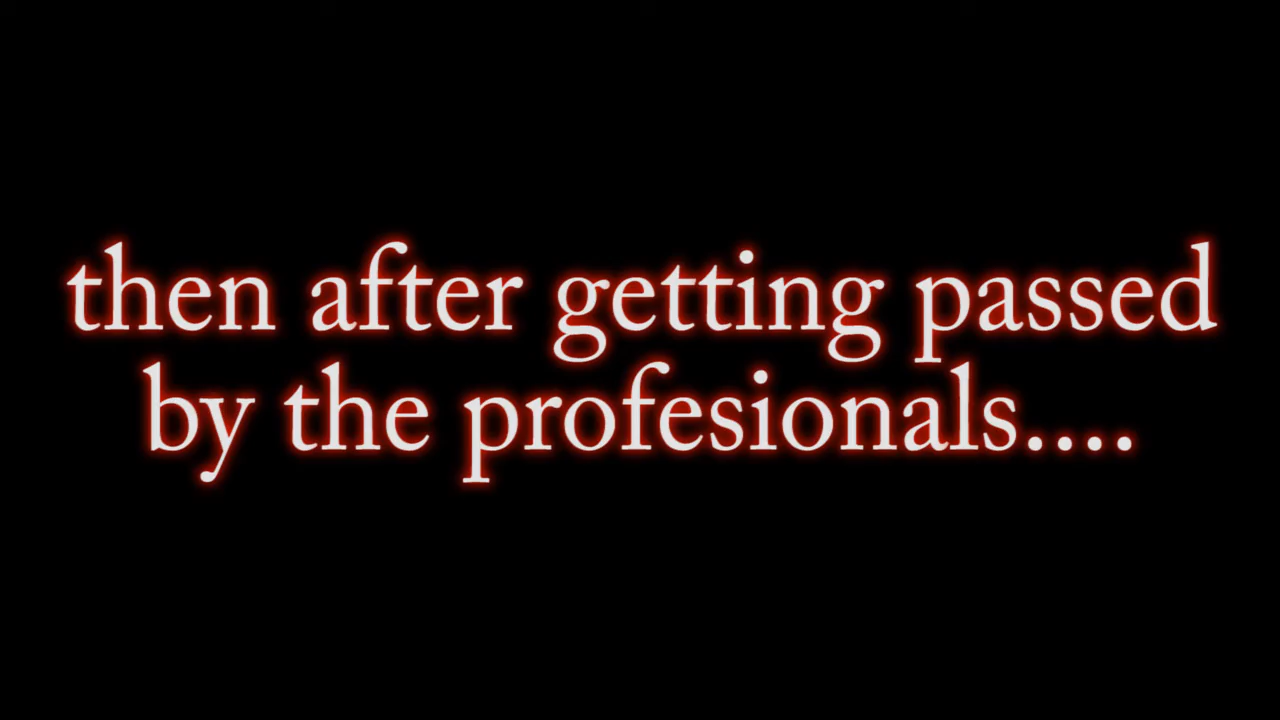 then after getting passed
by the profesionals....